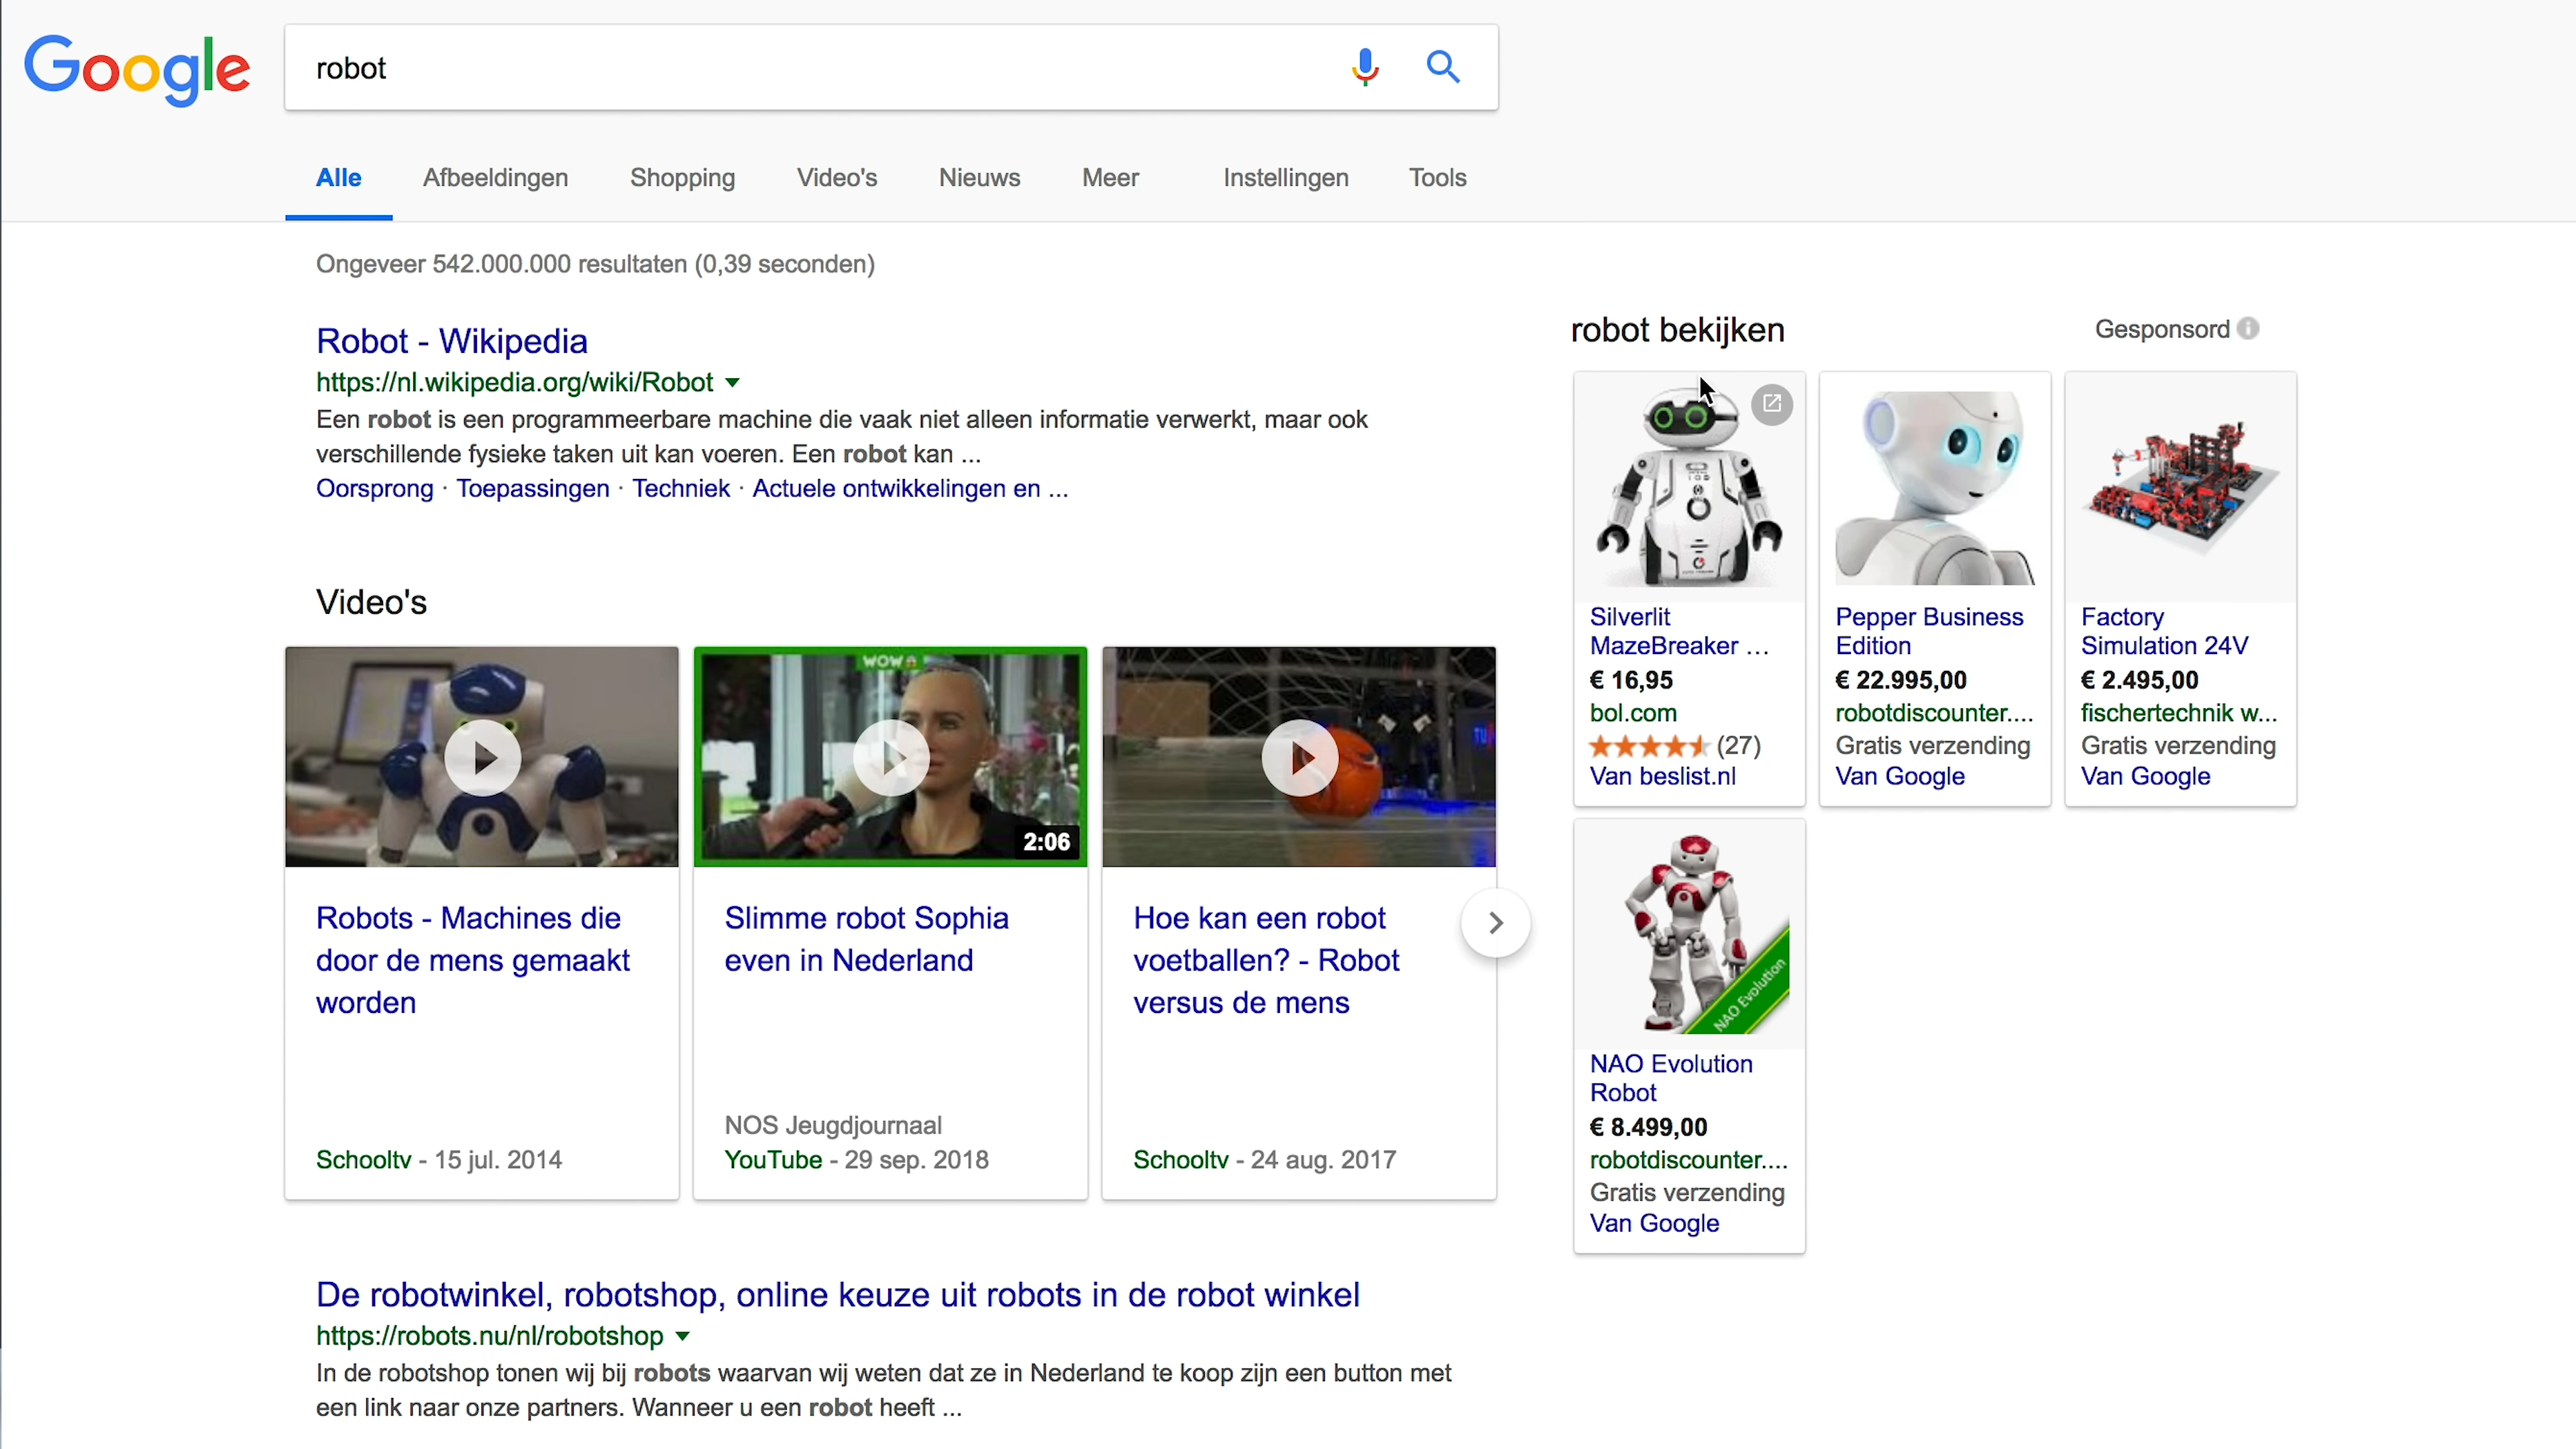 Google
robot
Alle Afbeeldingen Shopping Video's Nieuws Meer Instellingen Tools
Ongeveer 542.000.000 resultaten (0,39 seconden)
Robot - Wikipedia
https://nl.wikipedia.org/wiki/Robot
Een robot is een programmeerbare machine die vaak niet alleen informatie verwerkt, maar ook
verschillende fysieke taken uit kan voeren. Een robot kan ...
Oorsprong · Toepassingen · Techniek · Actuele ontwikkelingen en ...
Video's
WOW
2:06
Robots - Machines die
door de mens gemaakt
worden
Schooltv - 15 jul. 2014
Slimme robot Sophia
even in Nederland
NOS Jeugdjournaal
YouTube - 29 sep. 2018
Hoe kan een robot
voetballen? - Robot
versus de mens
Schooltv - 24 aug. 2017
De robotwinkel, robotshop, online keuze uit robots in de robot winkel
https://robots.nu/nl/robotshop
In de robotshop tonen wij bij robots waarvan wij weten dat ze in Nederland te koop zijn een button met
een link naar onze partners. Wanneer u een robot heeft ...
robot bekijken
Gesponsord
Silverlit
MazeBreaker ...
€ 16,95
bol.com
(27)
Van beslist.nl
Pepper Business
Edition
€ 22.995,00
robotdiscounter....
Gratis verzending
Van Google
Factory
Simulation 24V
€ 2.495,00
fischertechnik w...
Gratis verzending
Van Google
NAO Evolution
NAO Evolution
Robot
€ 8.499,00
robotdiscounter....
Gratis verzending
Van Google